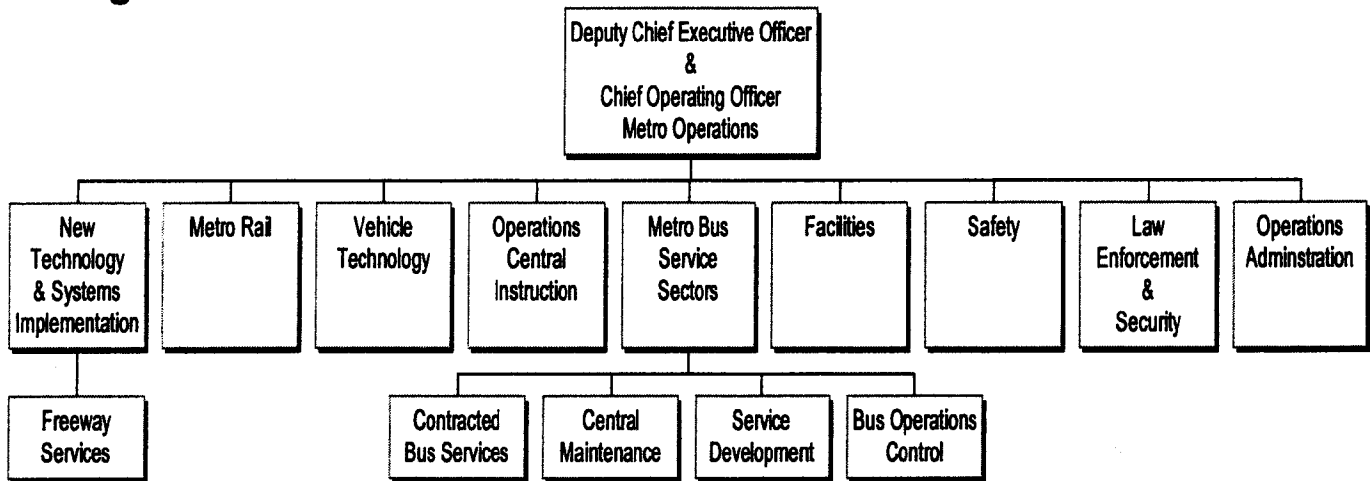 Deputy Chief Executive Officer
&
Chief Operating Officer
Metro Operations
New
Technology
& Systems
Implementation
Metro Rail
Vehicle
Technology
Operations
Central
Instruction
Metro Bus
Service
Sectors
Facilities
Safety
Law
Enforcement
&
Security
Operations
Adminstration
Freeway
Services
Contracted
Bus Services
Central
Maintenance
Service
Development
Bus Operations
Control